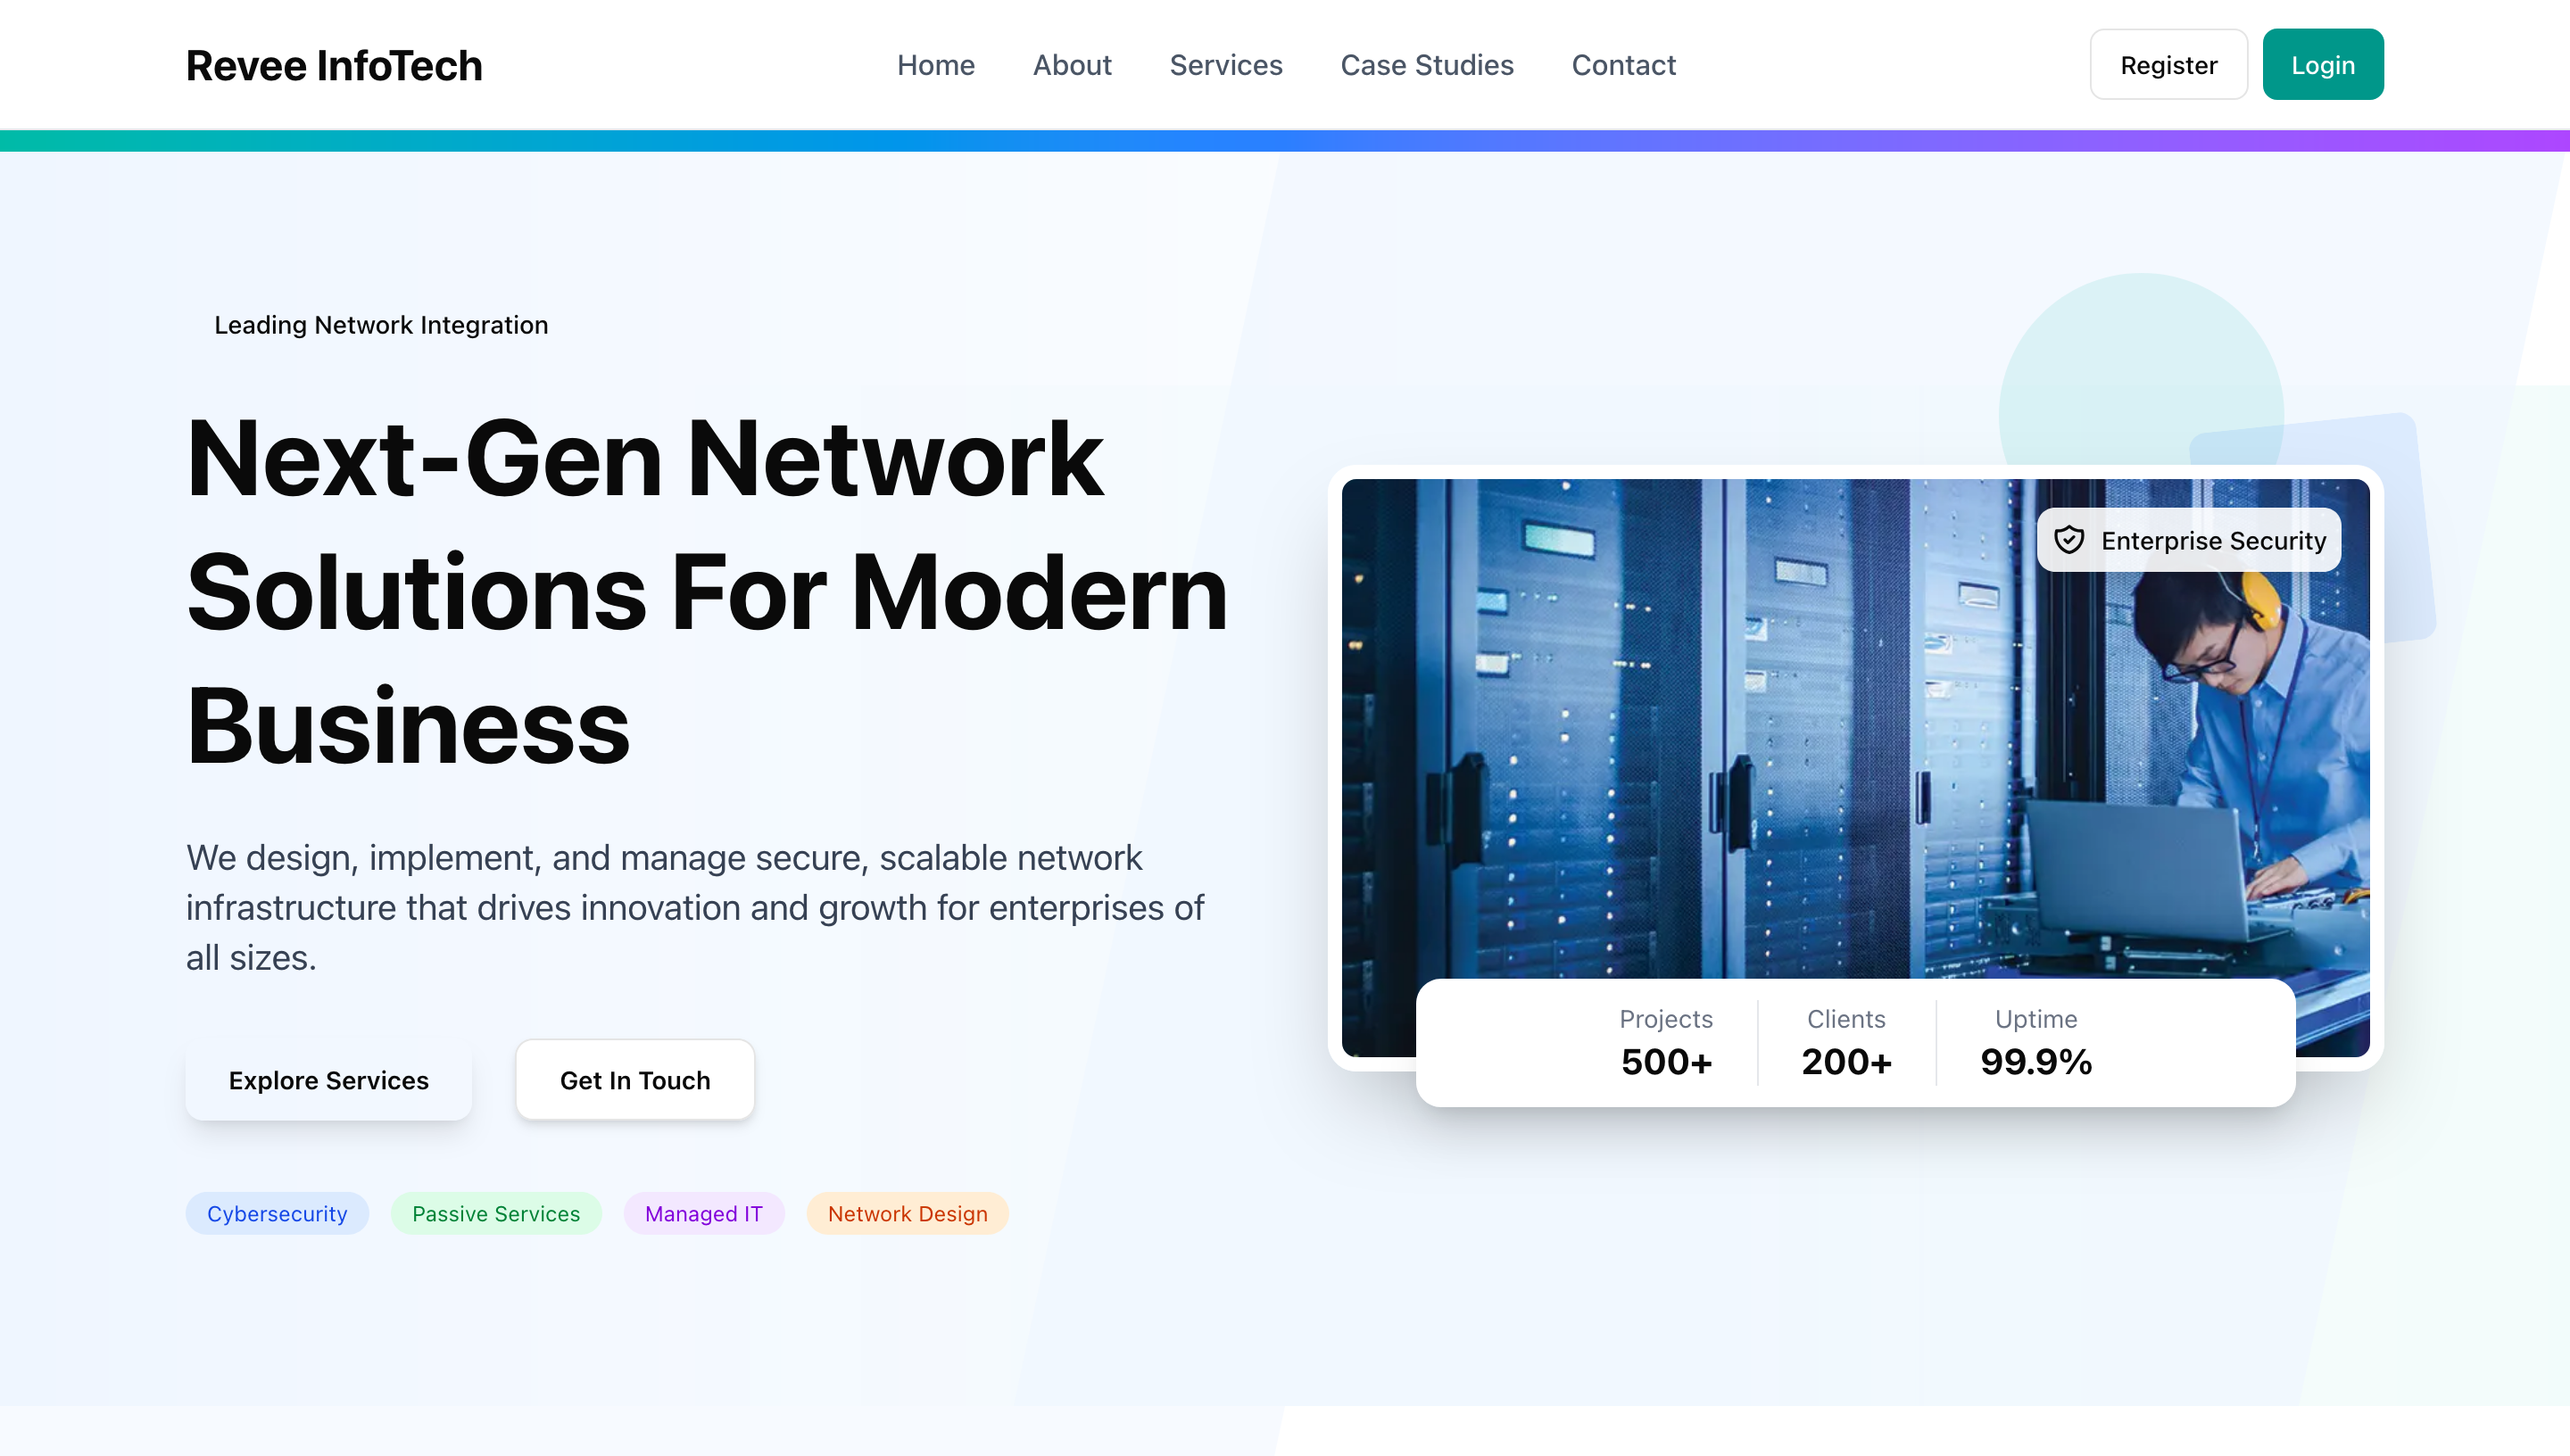 Revee InfoTech
Home About Services Case Studies Contact
Register Login
Leading Network Integration
Next-Gen Network
Solutions For Modern
Business
We design, implement, and manage secure, scalable network
infrastructure that drives innovation and growth for enterprises of
all sizes.
Explore Services Get In Touch
Cybersecurity Passive Services Managed IT Network Design
Enterprise Security
Projects Clients Uptime
500+ 200+ 99.9%